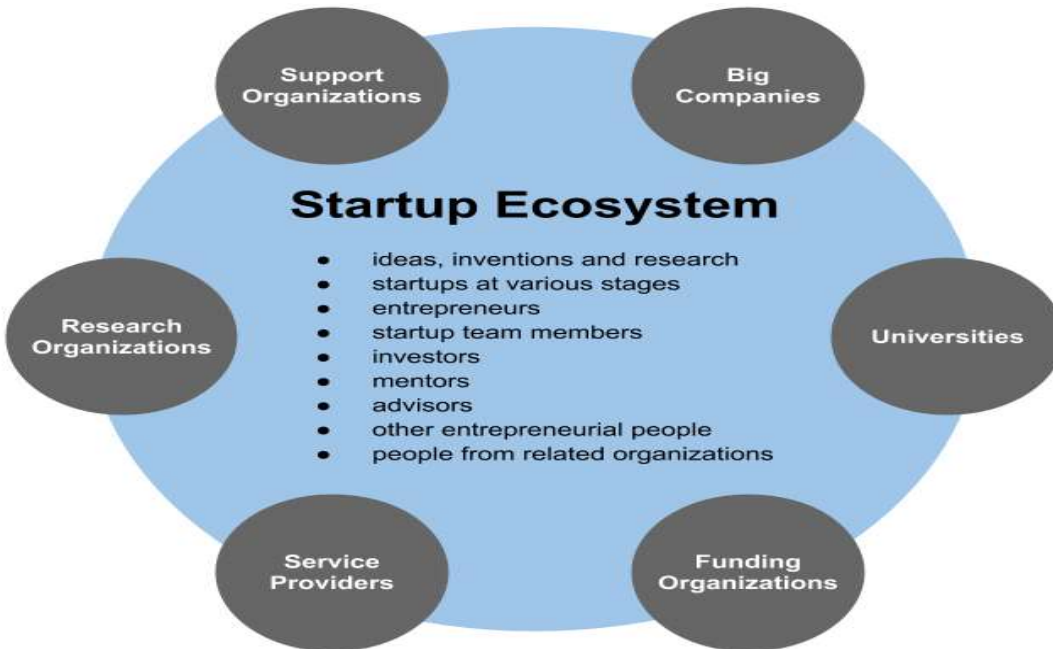 Support
Organizations
Big
Companies
Startup Ecosystem
● ideas, inventions and research
● startups at various stages
● entrepreneurs
● startup team members
● investors
● mentors
● advisors
● other entrepreneurial people
● people from related organizations
Research
Organizations
Universities
Service
Providers
Funding
Organizations